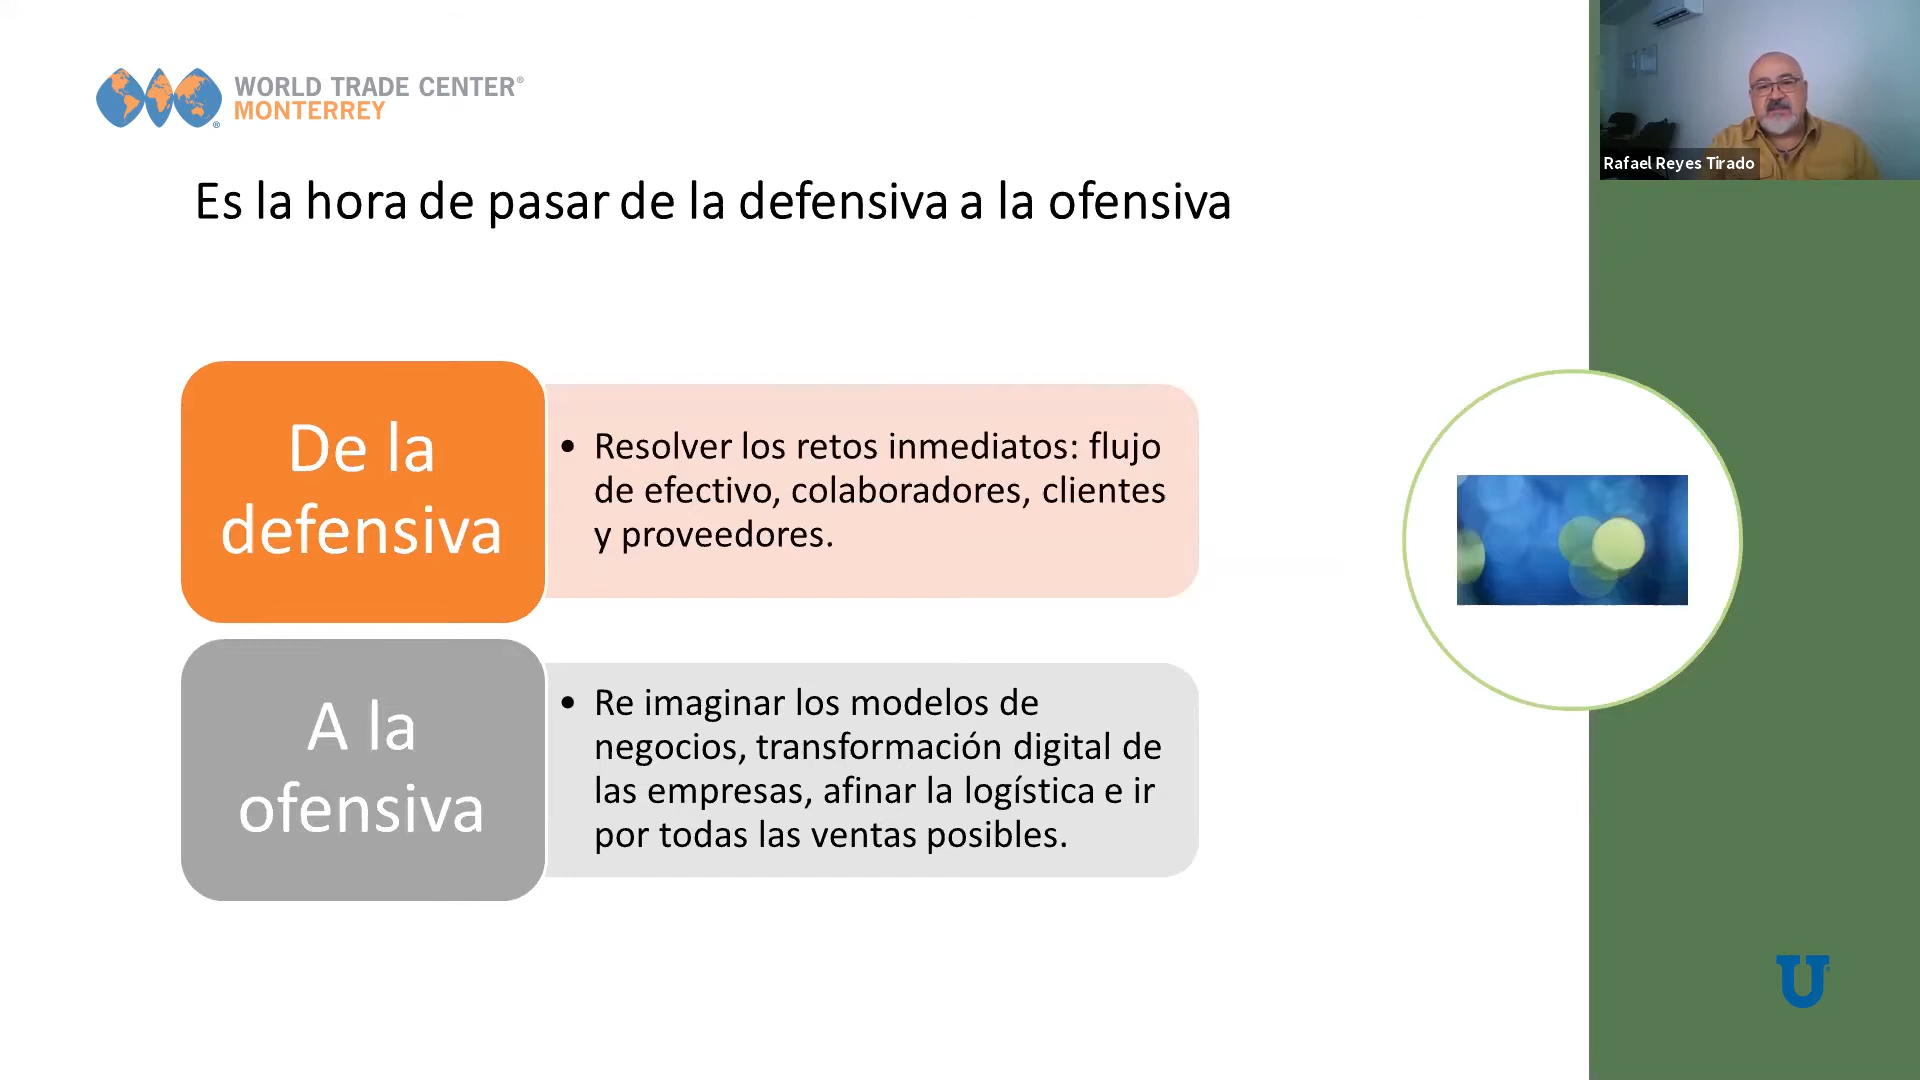 WORLD TRADE CENTER®
MONTERREY
Rafael Reyes Tirado
Es la hora de pasar de la defensiva a la ofensiva
De la
defensiva
• Resolver los retos inmediatos: flujo
de efectivo, colaboradores, clientes
y proveedores.
A la
ofensiva
• Re imaginar los modelos de
negocios, transformación digital de
las empresas, afinar la logística e ir
por todas las ventas posibles.
U